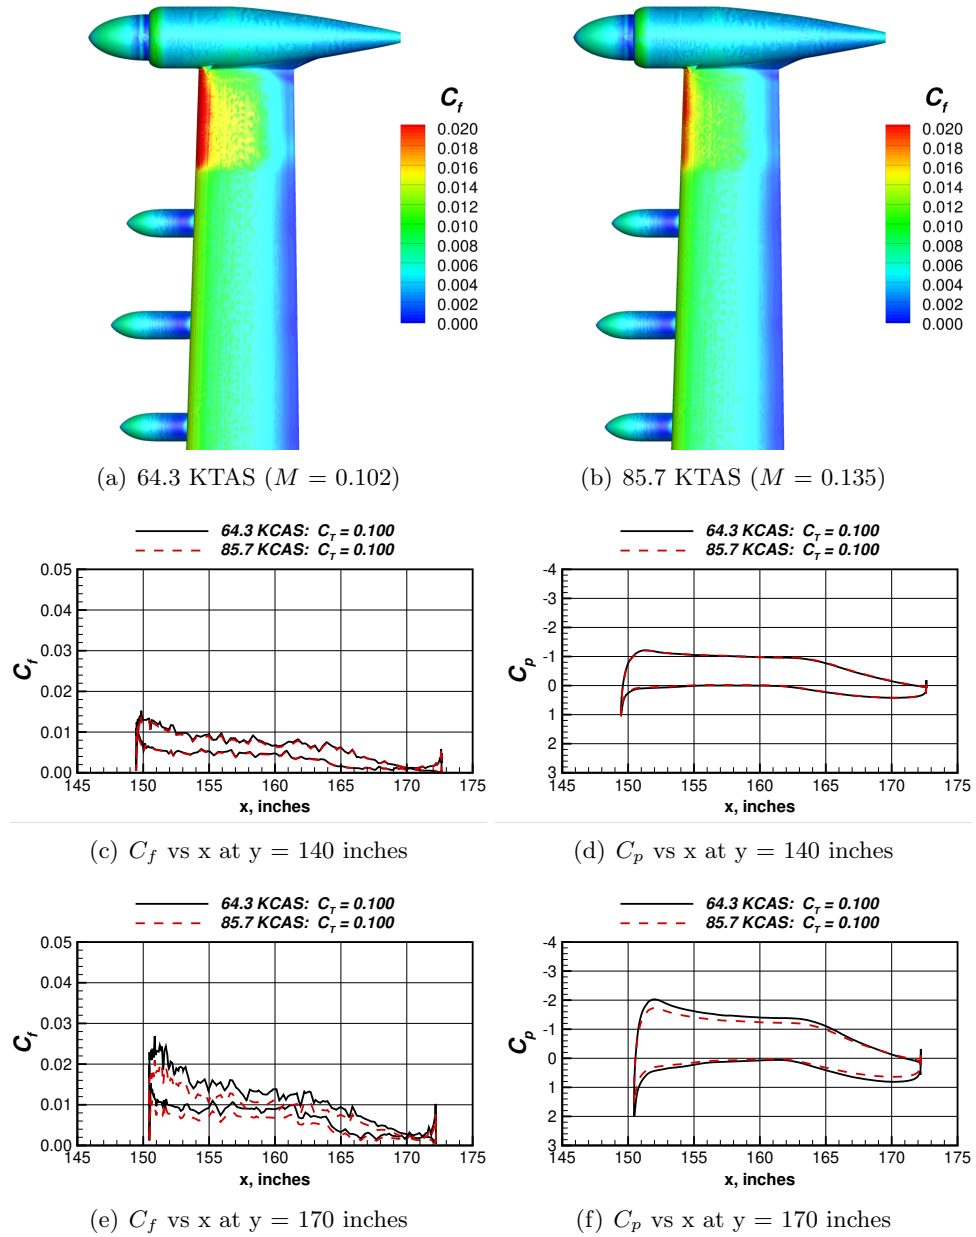 C_f
0.020
0.018
0.016
0.014
0.012
0.010
0.008
0.006
0.004
0.002
0.000
(a) 64.3 KTAS (M = 0.102)
C_f
0.020
0.018
0.016
0.014
0.012
0.010
0.008
0.006
0.004
0.002
0.000
(b) 85.7 KTAS (M = 0.135)
64.3 KCAS: C_T = 0.100
85.7 KCAS: C_T = 0.100
0.05
0.04
0.03
0.02
0.01
0.00
C_f
145 150 155 160 165 170 175
x, inches
(c) C_f vs x at y = 140 inches
64.3 KCAS: C_T = 0.100
85.7 KCAS: C_T = 0.100
-4
-3
-2
-1
0
1
2
3
C_p
145 150 155 160 165 170 175
x, inches
(d) C_p vs x at y = 140 inches
64.3 KCAS: C_T = 0.100
85.7 KCAS: C_T = 0.100
0.05
0.04
0.03
0.02
0.01
0.00
C_f
145 150 155 160 165 170 175
x, inches
(e) C_f vs x at y = 170 inches
64.3 KCAS: C_T = 0.100
85.7 KCAS: C_T = 0.100
-4
-3
-2
-1
0
1
2
3
C_p
145 150 155 160 165 170 175
x, inches
(f) C_p vs x at y = 170 inches